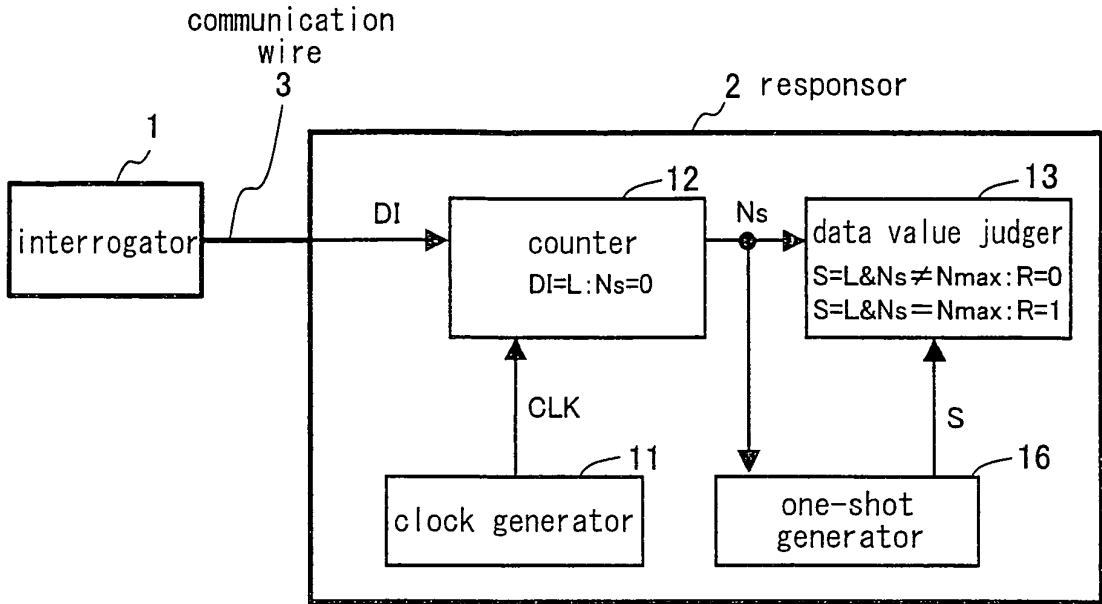 communication
wire
3
2 responsor
1
interrogator
DI
12
counter
DI=L:Ns=0
Ns
13
data value judger
S=L&Ns≠Nmax:R=0
S=L&Ns=Nmax:R=1
CLK
S
11
clock generator
16
one-shot
generator